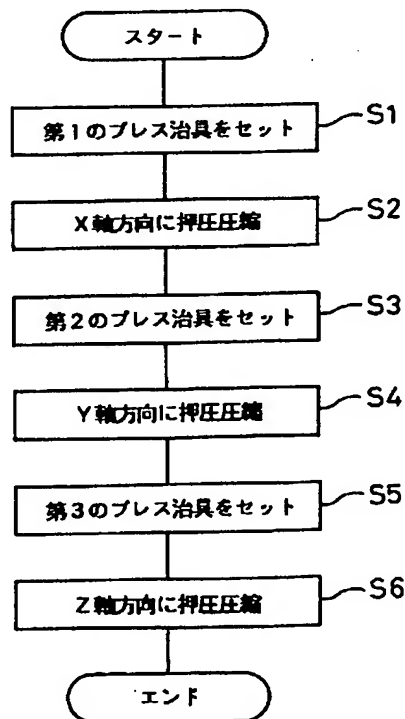 スタート
第1のプレス治具をセット S1
X軸方向に押圧圧縮 S2
第2のプレス治具をセット S3
Y軸方向に押圧圧縮 S4
第3のプレス治具をセット S5
Z軸方向に押圧圧縮 S6
エンド